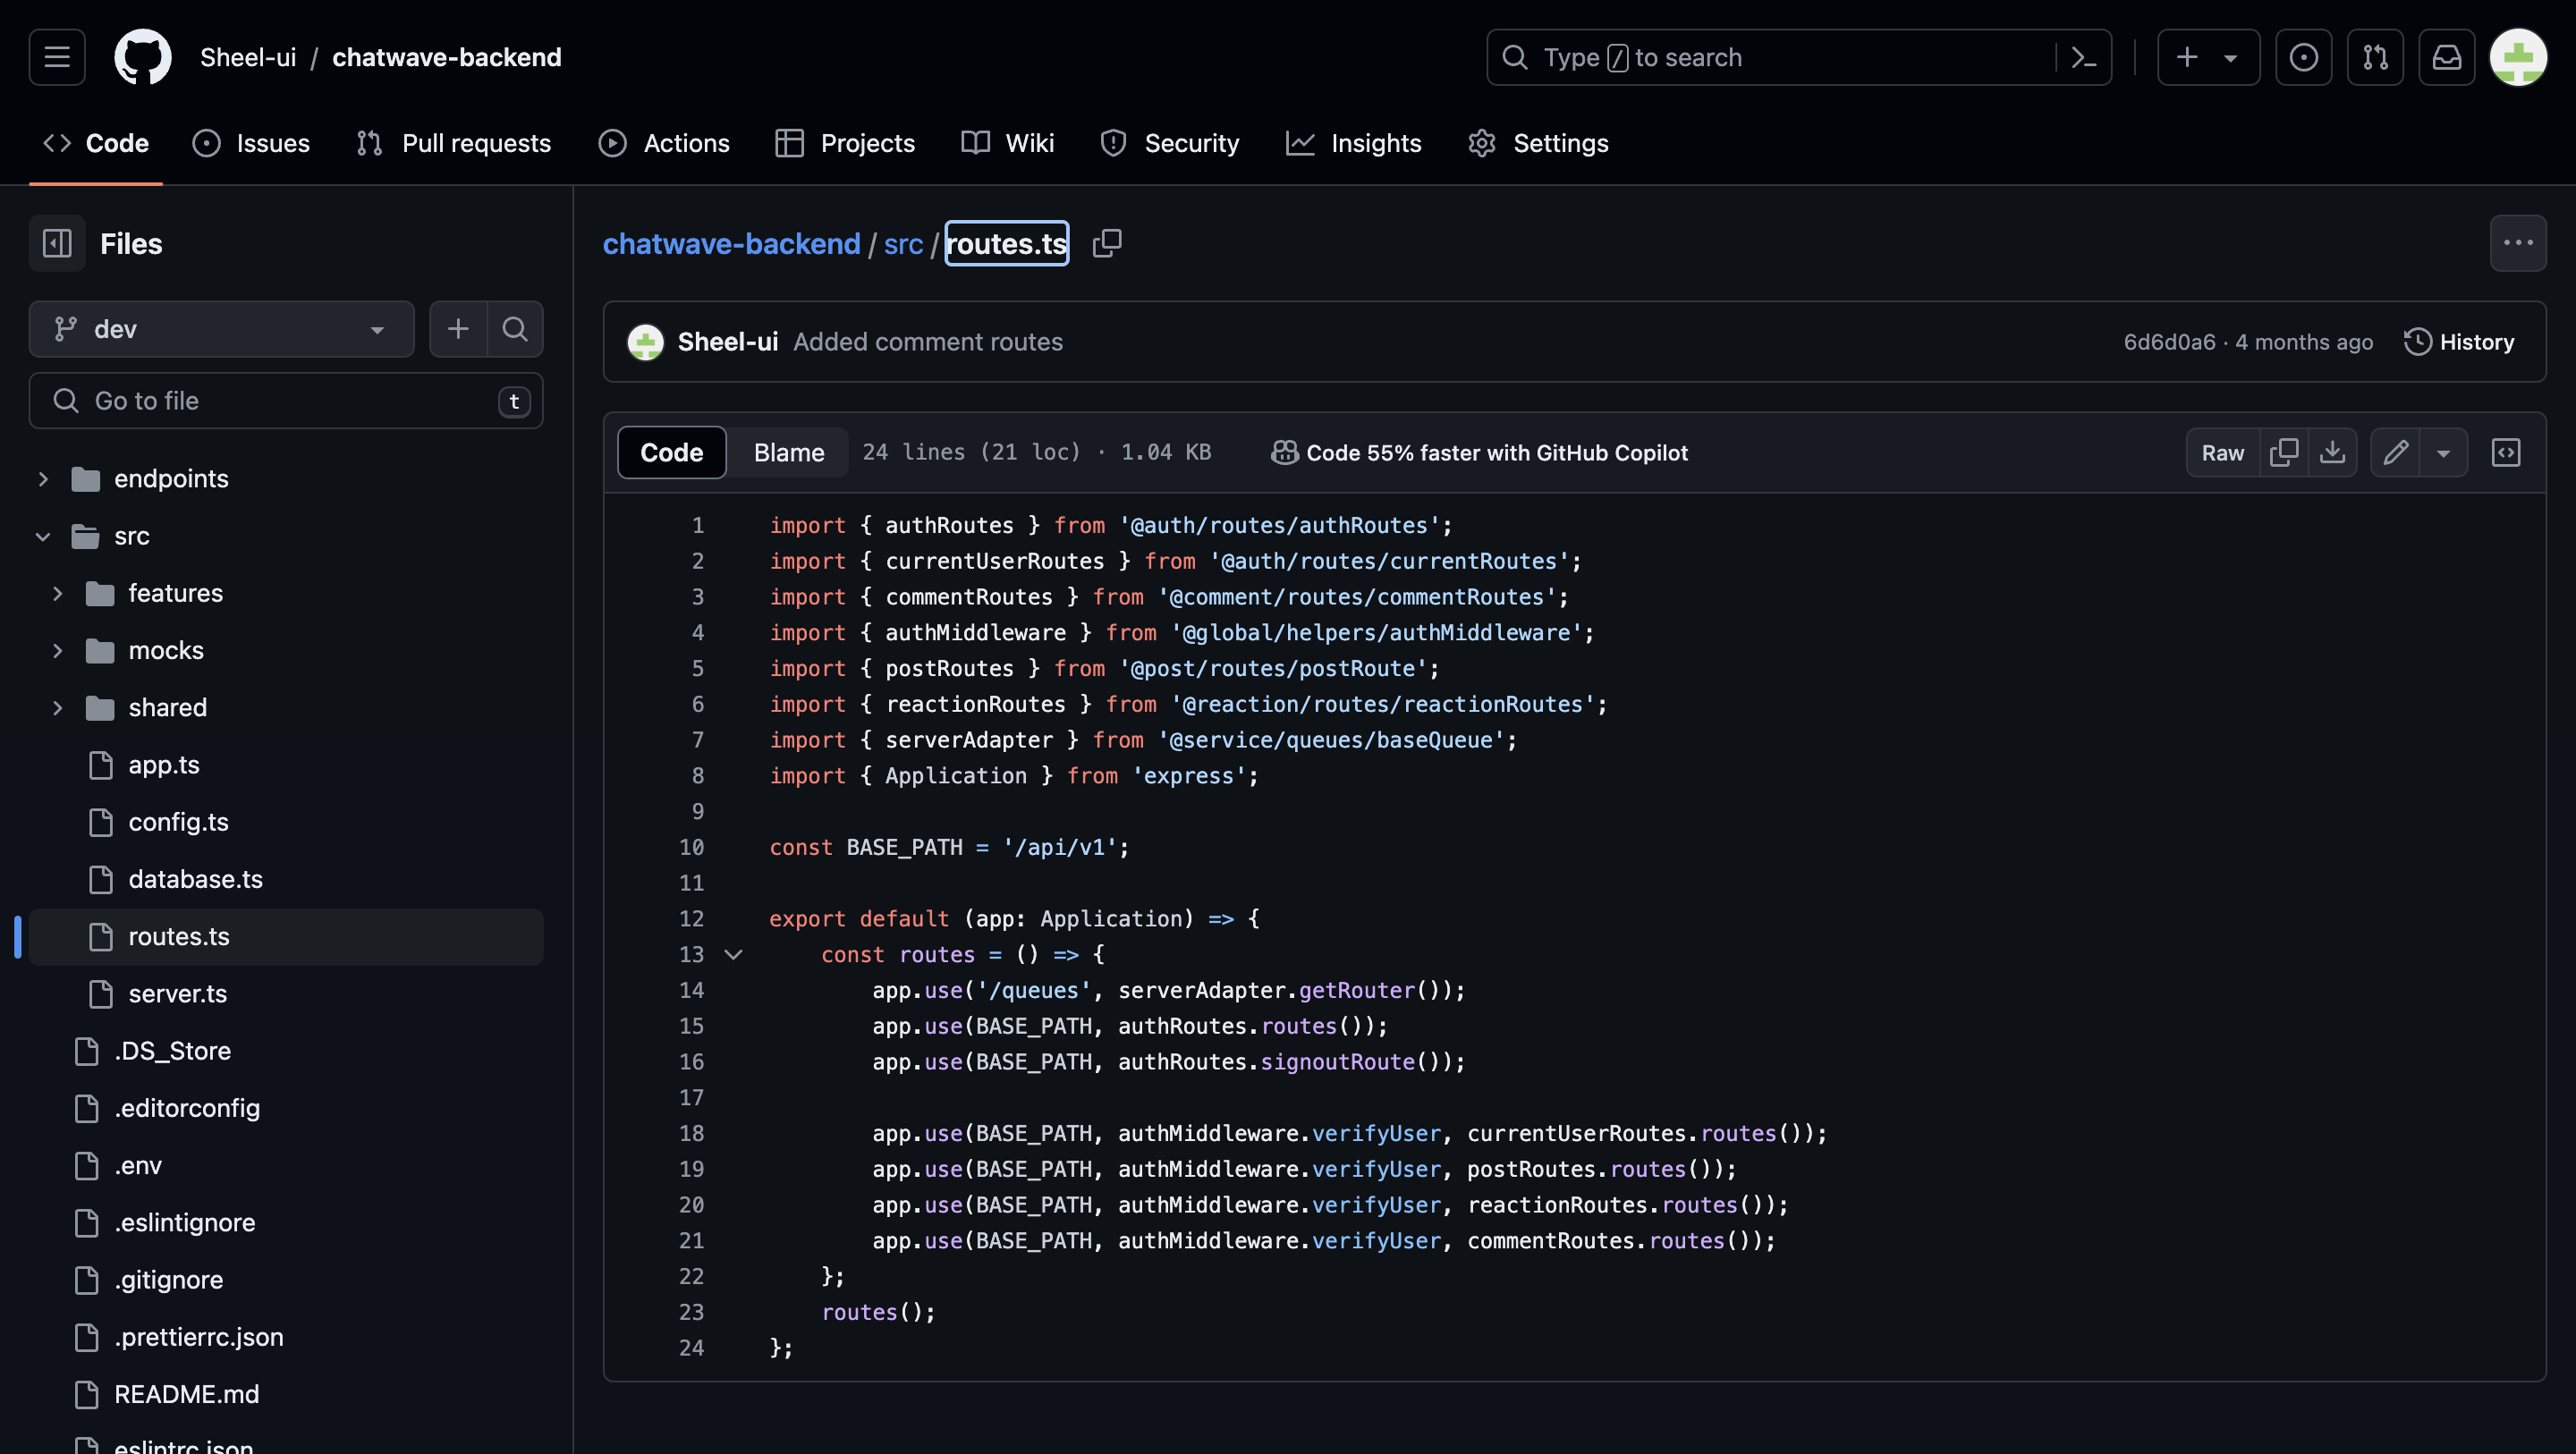 Sheel-ui / chatwave-backend
Type / to search
Code
Issues
Pull requests
Actions
Projects
Wiki
Security
Insights
Settings
Files
dev
Go to file
t
endpoints
src
features
mocks
shared
app.ts
config.ts
database.ts
routes.ts
server.ts
.DS_Store
.editorconfig
.env
.eslintignore
.gitignore
.prettierrc.json
README.md
eslintrc.json
chatwave-backend / src / routes.ts
Sheel-ui Added comment routes
6d6d0a6 · 4 months ago
History
Code
Blame
24 lines (21 loc) · 1.04 KB
Code 55% faster with GitHub Copilot
Raw
1 import { authRoutes } from '@auth/routes/authRoutes';
2 import { currentUserRoutes } from '@auth/routes/currentRoutes';
3 import { commentRoutes } from '@comment/routes/commentRoutes';
4 import { authMiddleware } from '@global/helpers/authMiddleware';
5 import { postRoutes } from '@post/routes/postRoute';
6 import { reactionRoutes } from '@reaction/routes/reactionRoutes';
7 import { serverAdapter } from '@service/queues/baseQueue';
8 import { Application } from 'express';
9
10 const BASE_PATH = '/api/v1';
11
12 export default (app: Application) => {
13     const routes = () => {
14         app.use('/queues', serverAdapter.getRouter());
15         app.use(BASE_PATH, authRoutes.routes());
16         app.use(BASE_PATH, authRoutes.signoutRoute());
17
18         app.use(BASE_PATH, authMiddleware.verifyUser, currentUserRoutes.routes());
19         app.use(BASE_PATH, authMiddleware.verifyUser, postRoutes.routes());
20         app.use(BASE_PATH, authMiddleware.verifyUser, reactionRoutes.routes());
21         app.use(BASE_PATH, authMiddleware.verifyUser, commentRoutes.routes());
22     };
23     routes();
24 };